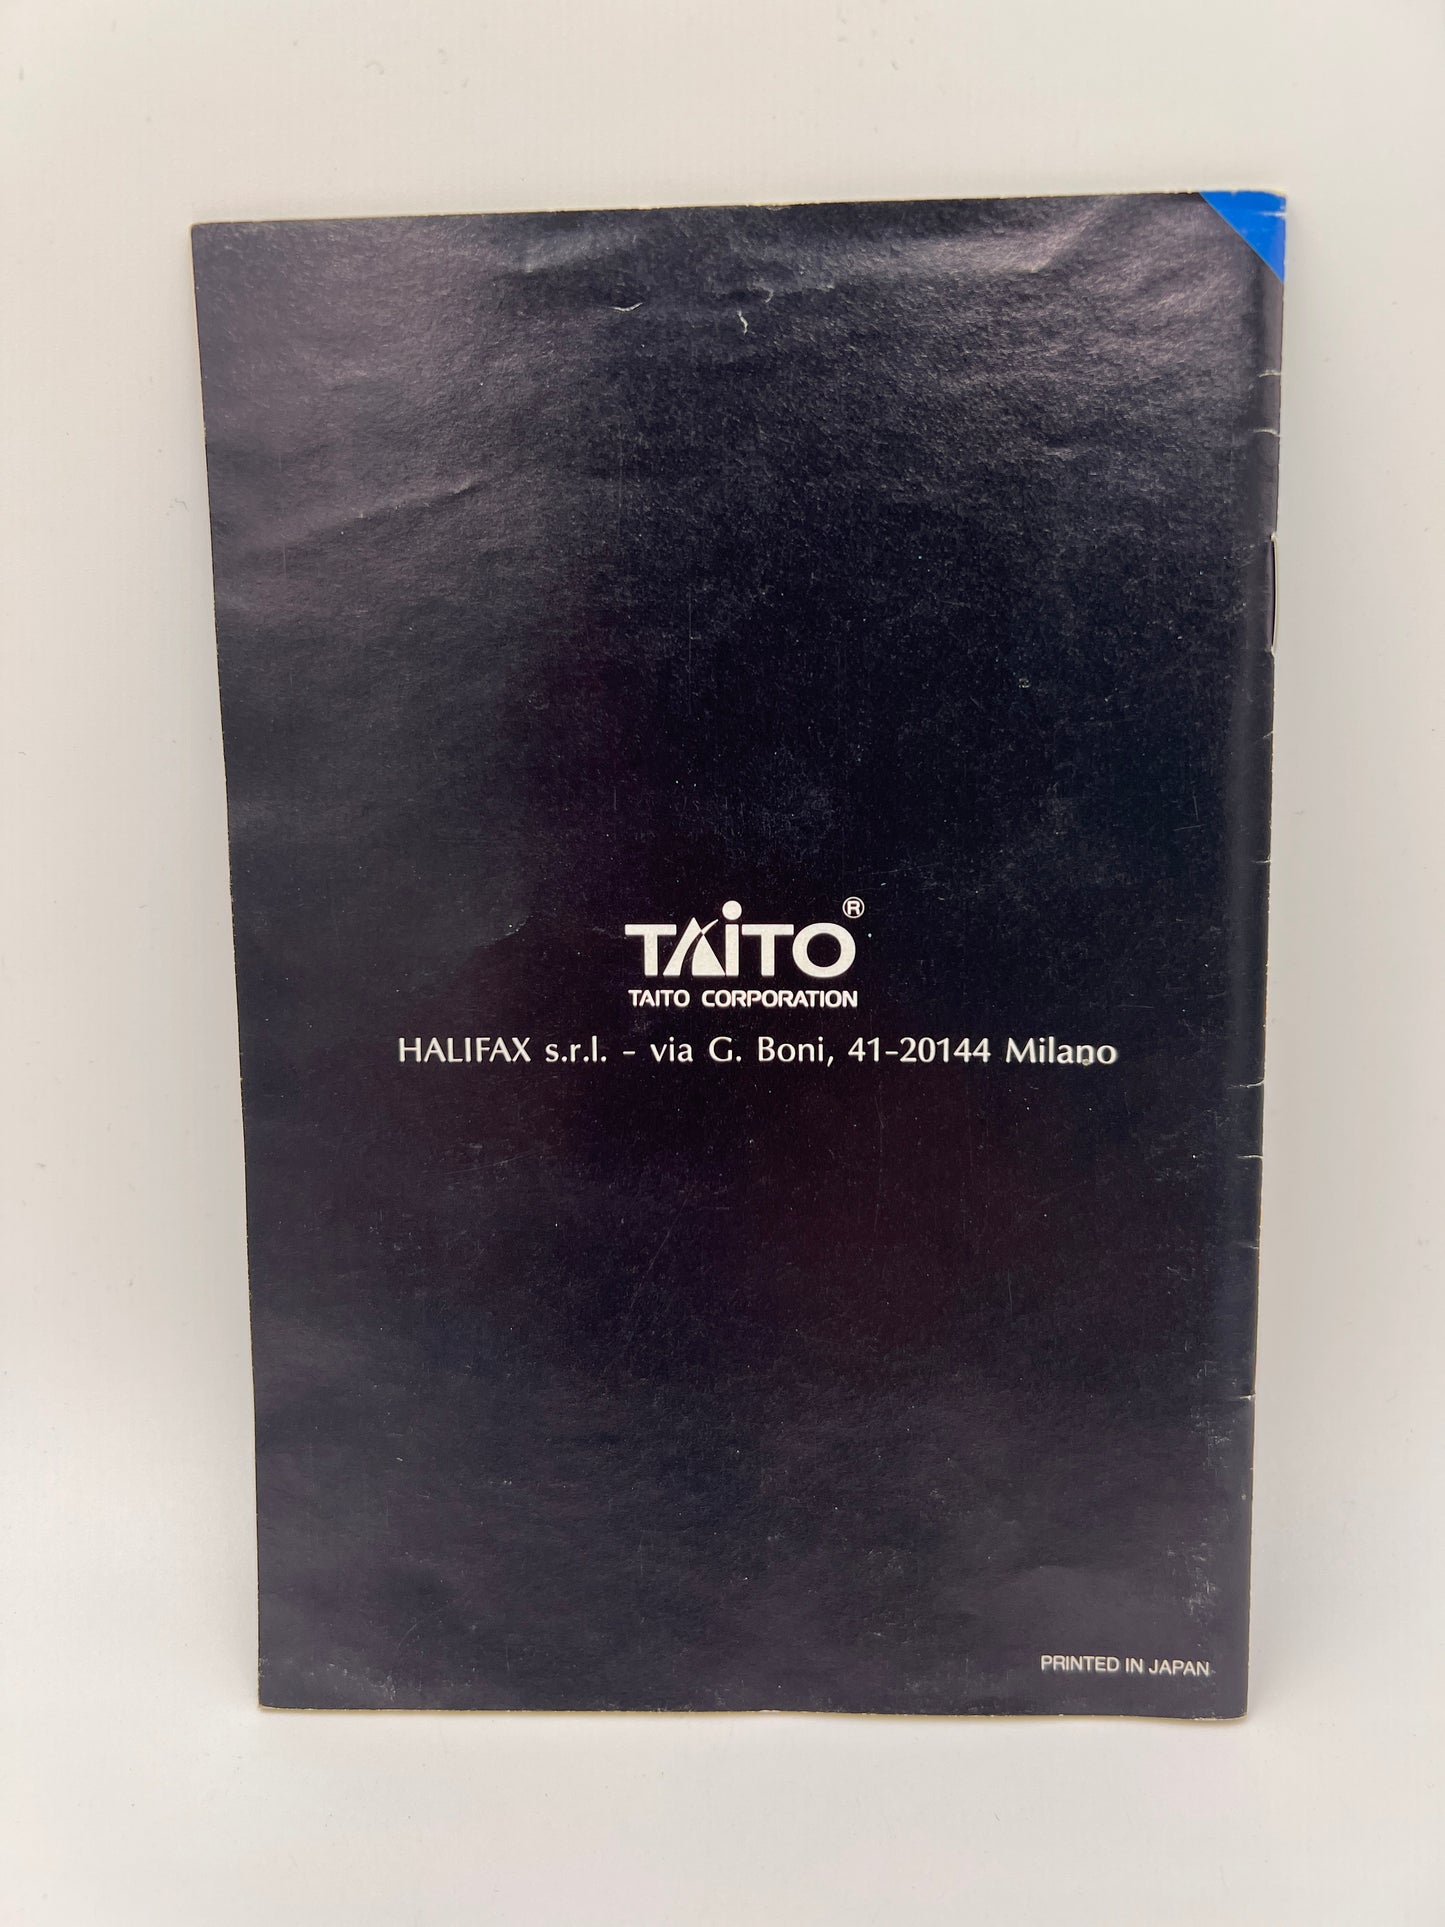 TAiTO®
TAITO CORPORATION
HALIFAX s.r.l. - via G. Boni, 41-20144 Milano
PRINTED IN JAPAN